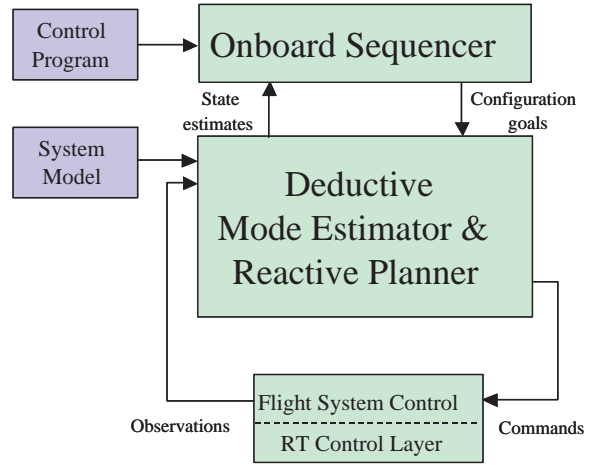 Control
Program
Onboard Sequencer
State
estimates
Configuration
goals
System
Model
Deductive
Mode Estimator &
Reactive Planner
Flight System Control
RT Control Layer
Observations
Commands